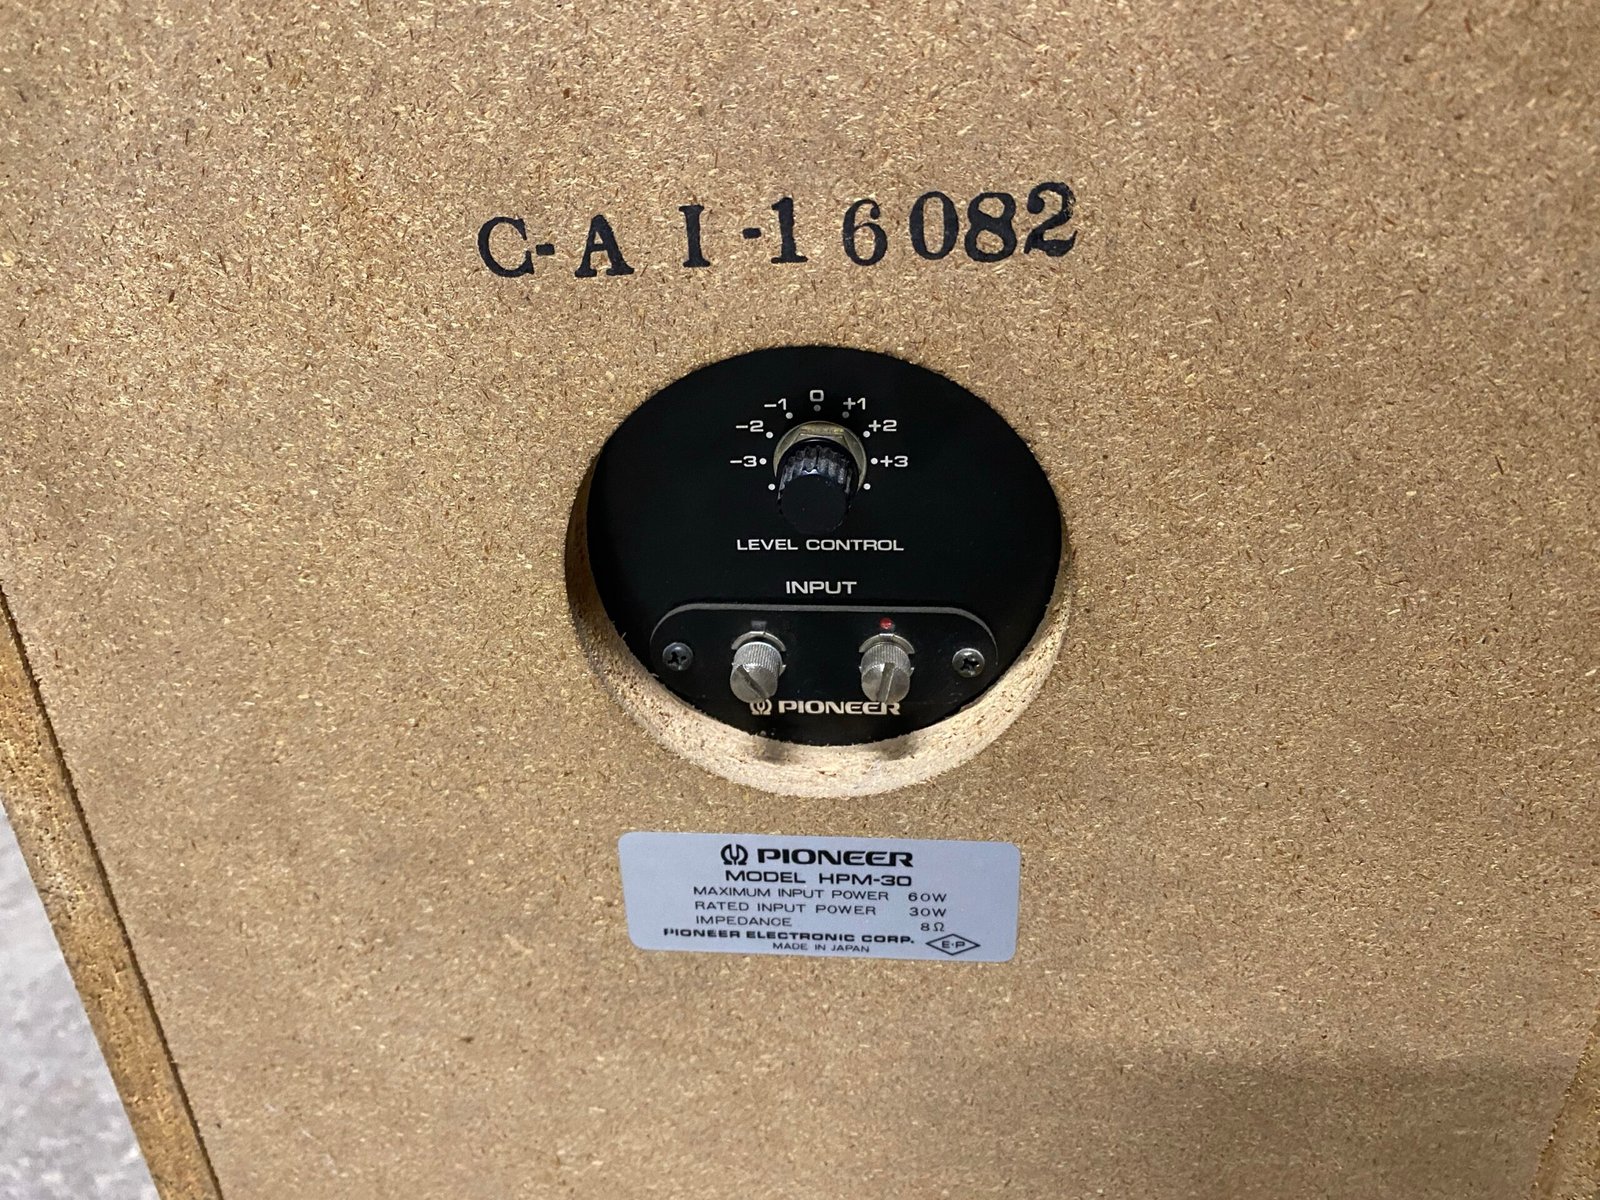 C-A I-16082
0
-1 +1
-2 +2
-3 +3
LEVEL CONTROL
INPUT
PIONEER
PIONEER
MODEL HPM-30
MAXIMUM INPUT POWER 60W
RATED INPUT POWER 30W
IMPEDANCE 8Ω
PIONEER ELECTRONIC CORP.
E·P
MADE IN JAPAN